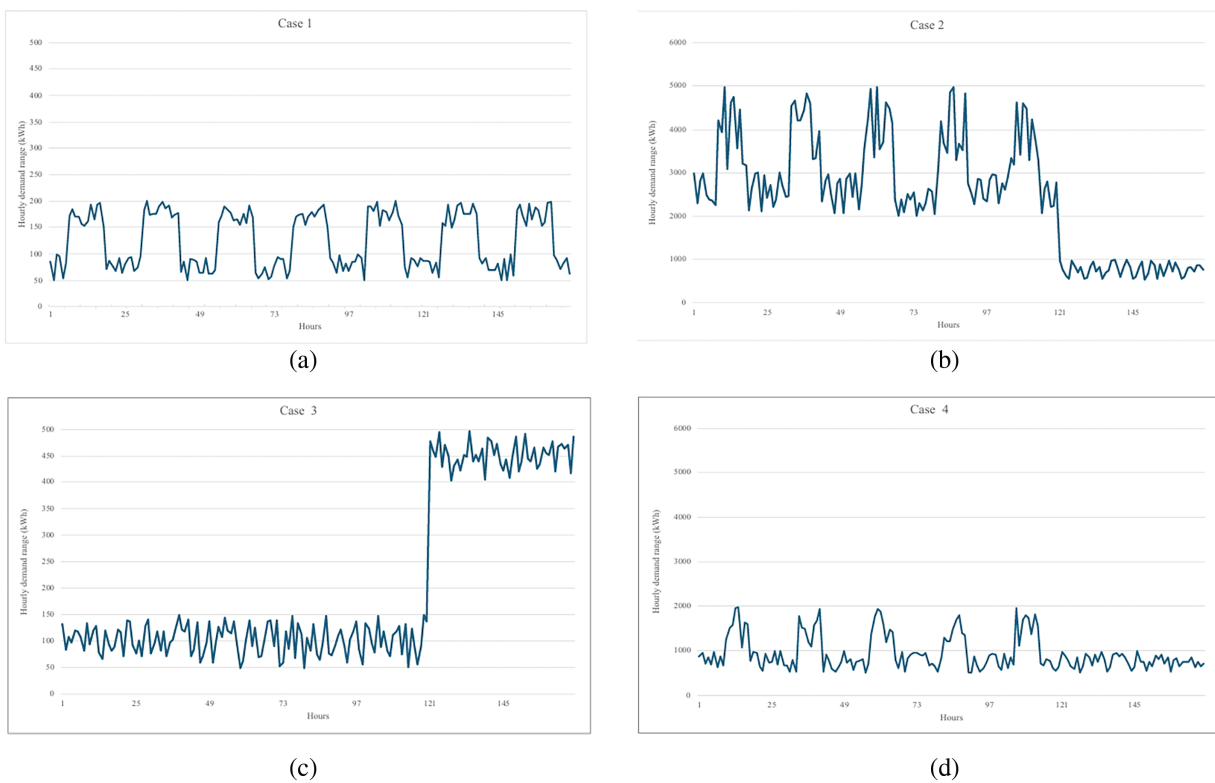 Case 1
Hourly demand range (kWh)
500
450
400
350
300
250
200
150
100
50
0
1 25 49 73 97 121 145
Hours
(a)
Case 2
Hourly demand range (kWh)
6000
5000
4000
3000
2000
1000
0
1 25 49 73 97 121 145
Hours
(b)
Case 3
Hourly demand range (kWh)
500
450
400
350
300
250
200
150
100
50
0
1 25 49 73 97 121 145
Hours
(c)
Case 4
Hourly demand range (kWh)
6000
5000
4000
3000
2000
1000
0
1 25 49 73 97 121 145
Hours
(d)